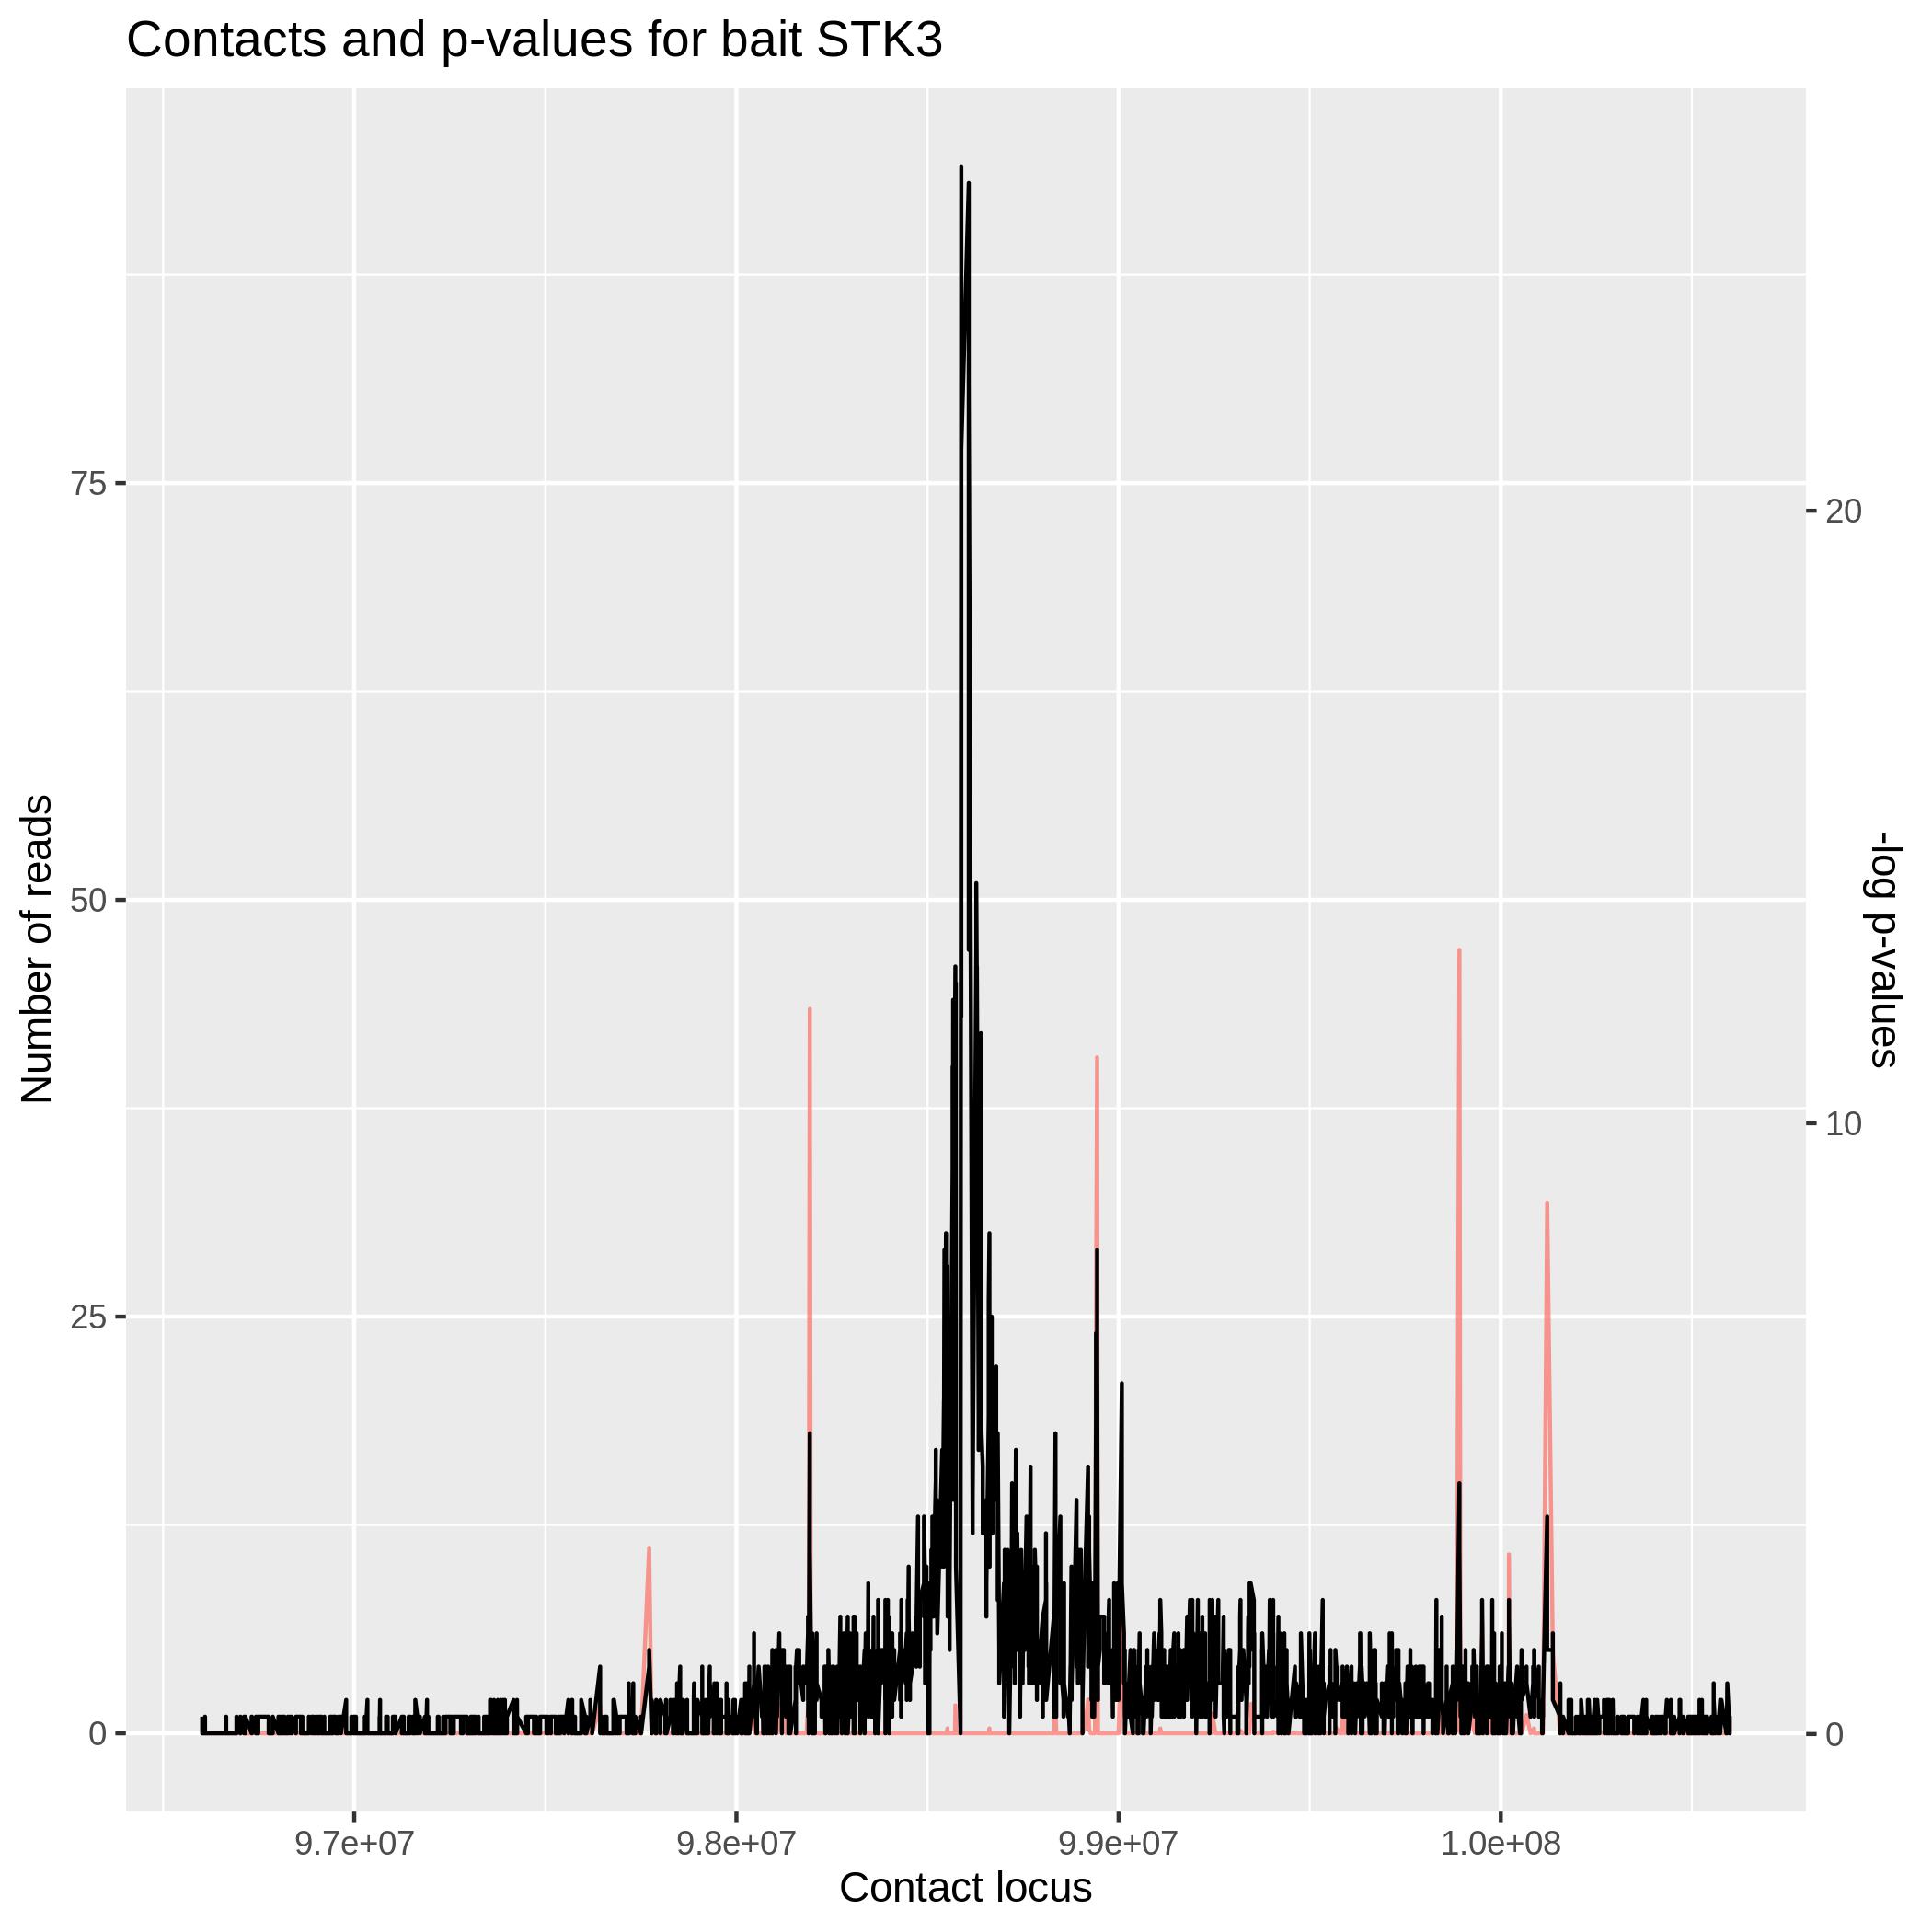 Contacts and p-values for bait STK3
Number of reads
75
50
25
0
20
10
0
-log p-values
9.7e+07
9.8e+07
9.9e+07
1.0e+08
Contact locus